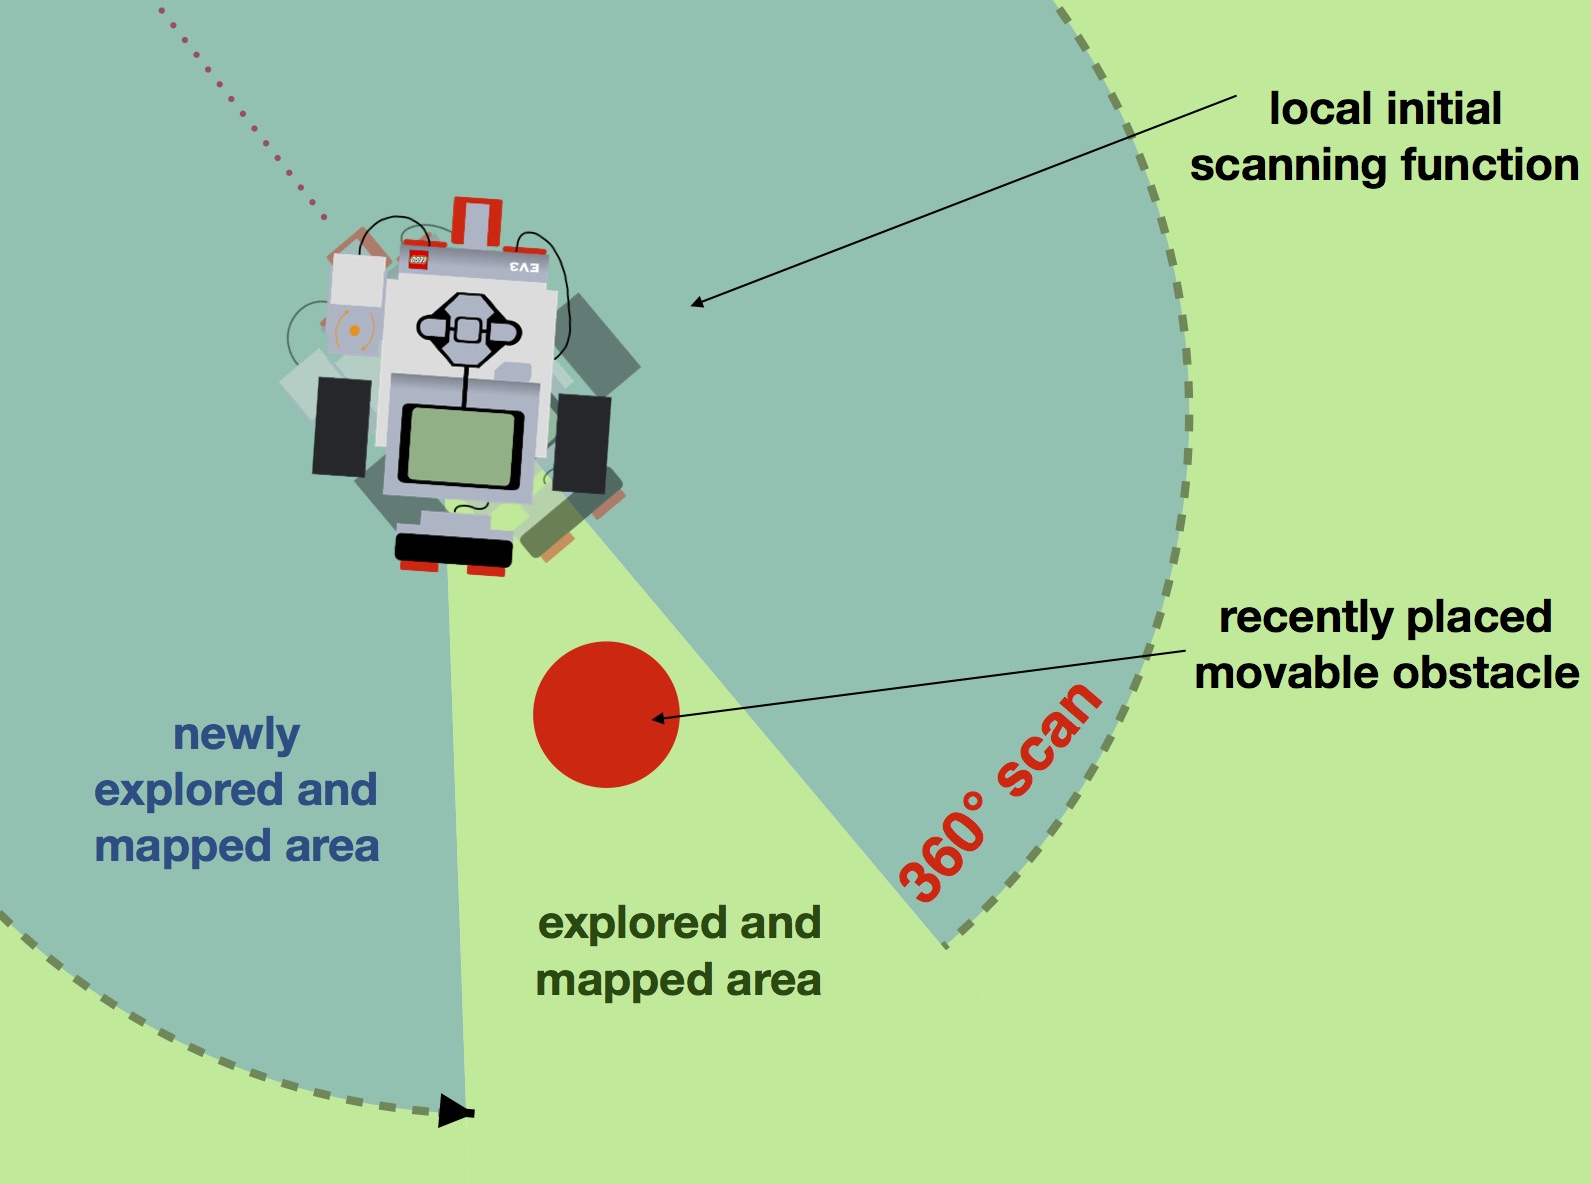 local initial
scanning function
LEGO
EV3
recently placed
movable obstacle
360° scan
newly
explored and
mapped area
explored and
mapped area